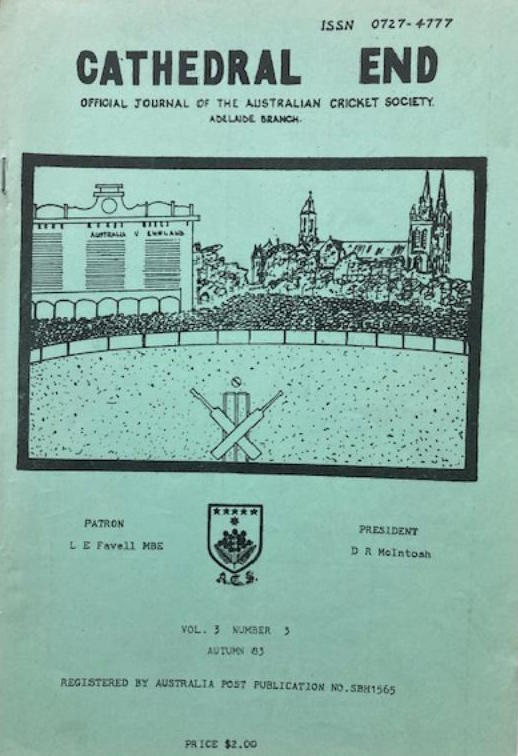 ISSN 0727-4777
CATHEDRAL END
OFFICIAL JOURNAL OF THE AUSTRALIAN CRICKET SOCIETY.
ADELAIDE BRANCH.
AUSTRALIA V ENGLAND
PATRON
L E Favell MBE
PRESIDENT
D R McIntosh
A.C.S.
VOL. 3 NUMBER 3
AUTUMN 83
REGISTERED BY AUSTRALIA POST PUBLICATION NO.SBH1565
PRICE $2.00